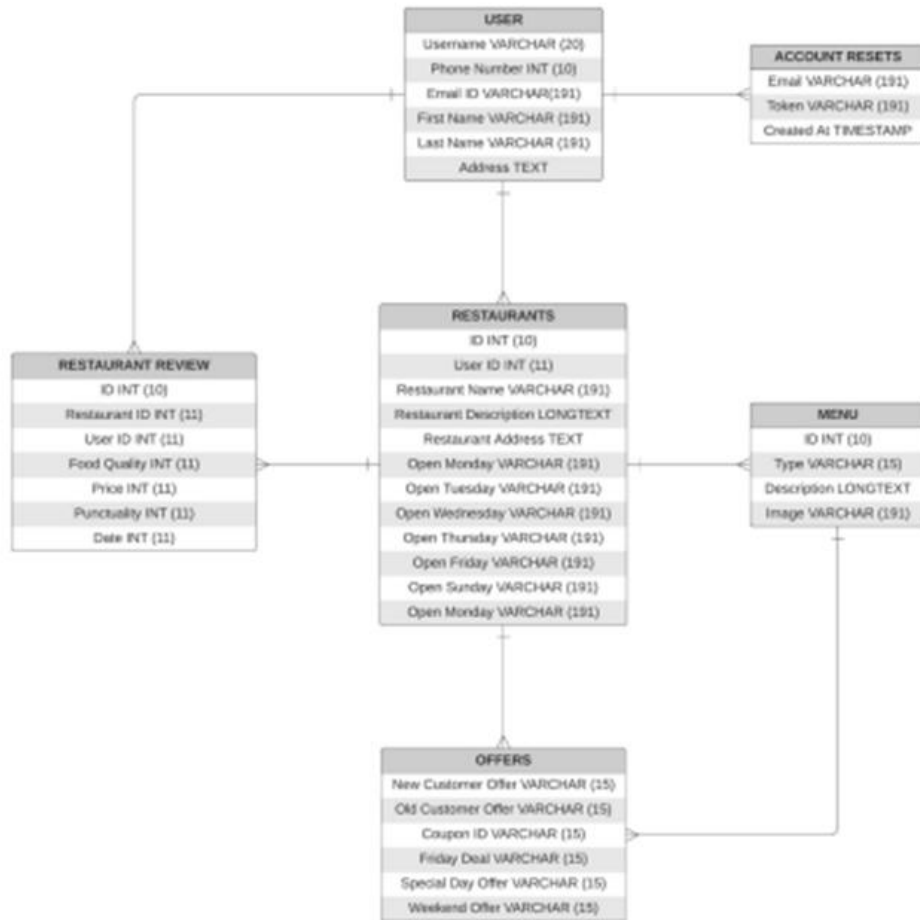 USER
Username VARCHAR (20)
Phone Number INT (10)
Email ID VARCHAR(191)
First Name VARCHAR (191)
Last Name VARCHAR (191)
Address TEXT
ACCOUNT RESETS
Email VARCHAR (191)
Token VARCHAR (191)
Created At TIMESTAMP
RESTAURANTS
ID INT (10)
User ID INT (11)
Restaurant Name VARCHAR (191)
Restaurant Description LONGTEXT
Restaurant Address TEXT
Open Monday VARCHAR (191)
Open Tuesday VARCHAR (191)
Open Wednesday VARCHAR (191)
Open Thursday VARCHAR (191)
Open Friday VARCHAR (191)
Open Sunday VARCHAR (191)
Open Monday VARCHAR (191)
RESTAURANT REVIEW
ID INT (10)
Restaurant ID INT (11)
User ID INT (11)
Food Quality INT (11)
Price INT (11)
Punctuality INT (11)
Date INT (11)
MENU
ID INT (10)
Type VARCHAR (15)
Description LONGTEXT
Image VARCHAR (191)
OFFERS
New Customer Offer VARCHAR (15)
Old Customer Offer VARCHAR (15)
Coupon ID VARCHAR (15)
Friday Deal VARCHAR (15)
Special Day Offer VARCHAR (15)
Weekend Offer VARCHAR (15)